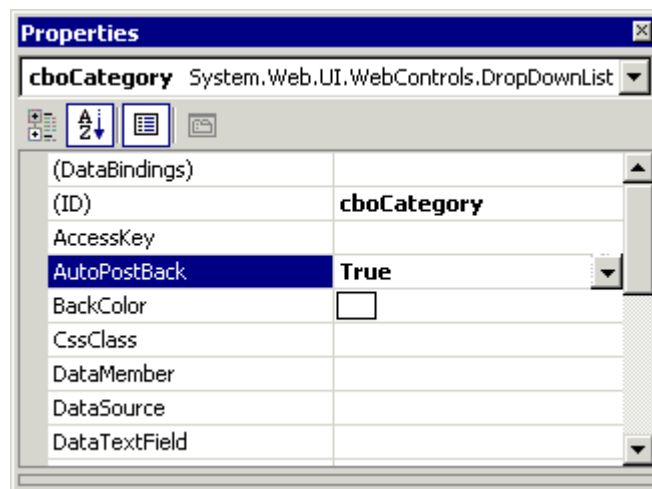 Properties
cboCategory System.Web.UI.WebControls.DropDownList
A
Z
(DataBindings)
(ID) cboCategory
AccessKey
AutoPostBack True
BackColor
CssClass
DataMember
DataSource
DataTextField